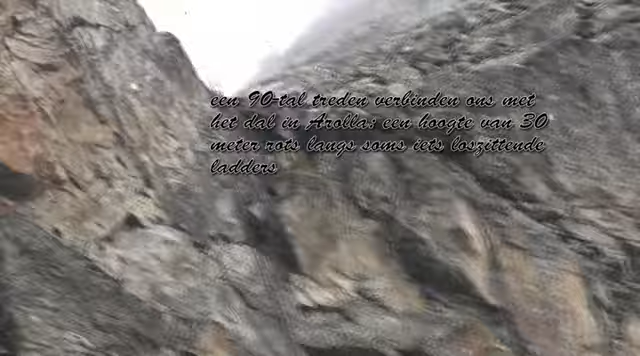 een 90-tal treden verbinden ons met
het dal in Arolla: een hoogte van 30
meter rots langs soms iets loszittende
ladders